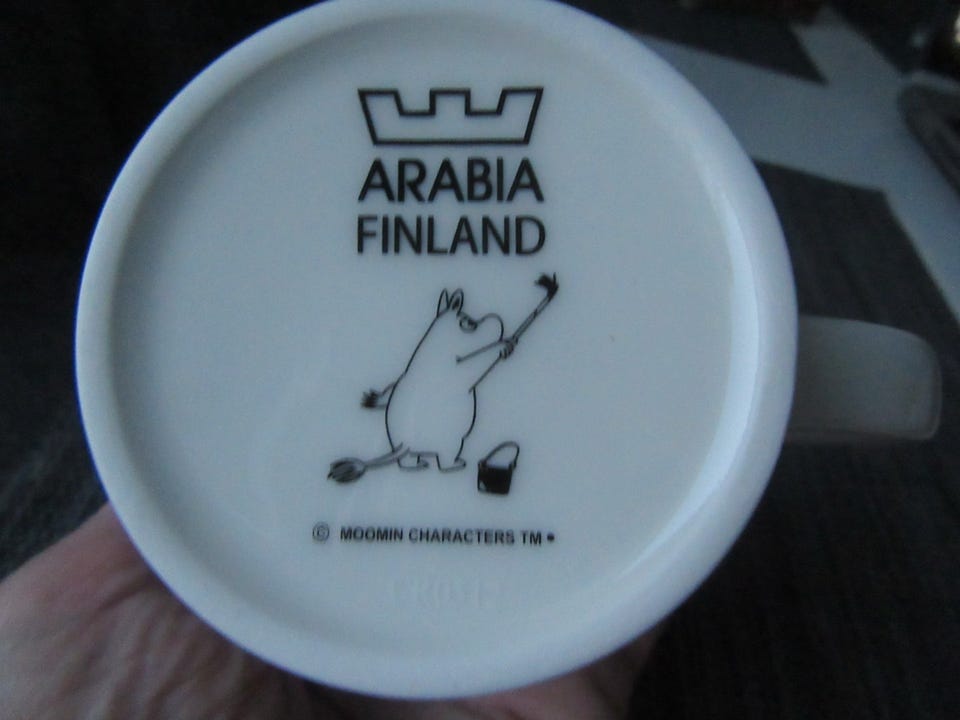 ARABIA
FINLAND
© MOOMIN CHARACTERS TM •